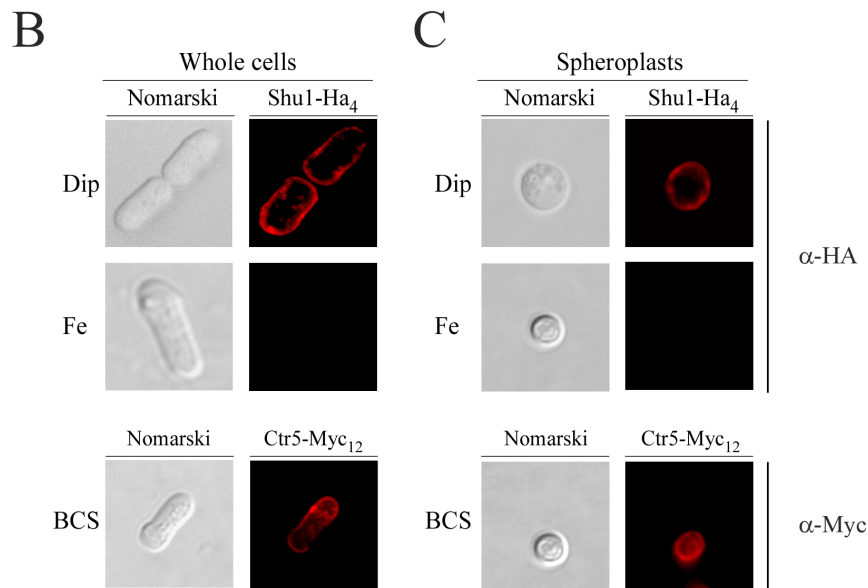 B
Whole cells
Nomarski Shu1-Ha4
Dip
Fe
Nomarski Ctr5-Myc12
BCS
C
Spheroplasts
Nomarski Shu1-Ha4
Dip
α-HA
Fe
Nomarski Ctr5-Myc12
BCS
α-Myc